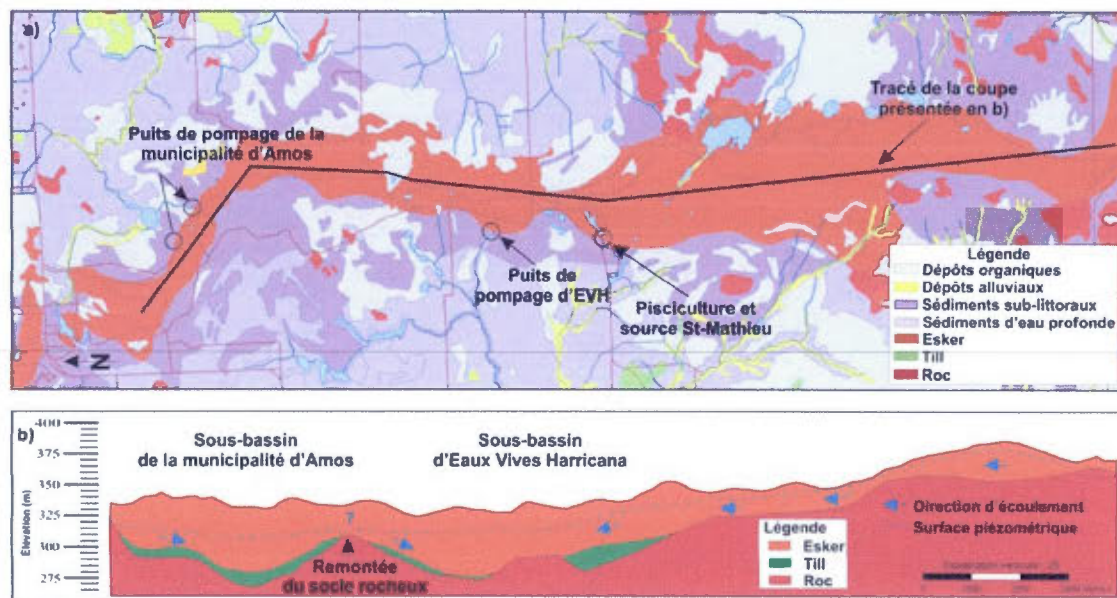 a)
Puits de pompage de la
municipalité d'Amos
Tracé de la coupe
présentée en b)
Puits de
pompage d'EVH
Pisciculture et
source St-Mathieu
N
Légende
Dépôts organiques
Dépôts alluviaux
Sédiments sub-littoraux
Sédiments d'eau profonde
Esker
Till
Roc
b)
Élévation (m)
400
375
350
325
300
275
Sous-bassin
de la municipalité d'Amos
Sous-bassin
d'Eaux Vives Harricana
?
Remontée
du socle rocheux
Légende
Esker
Till
Roc
Direction d'écoulement
Surface piézométrique